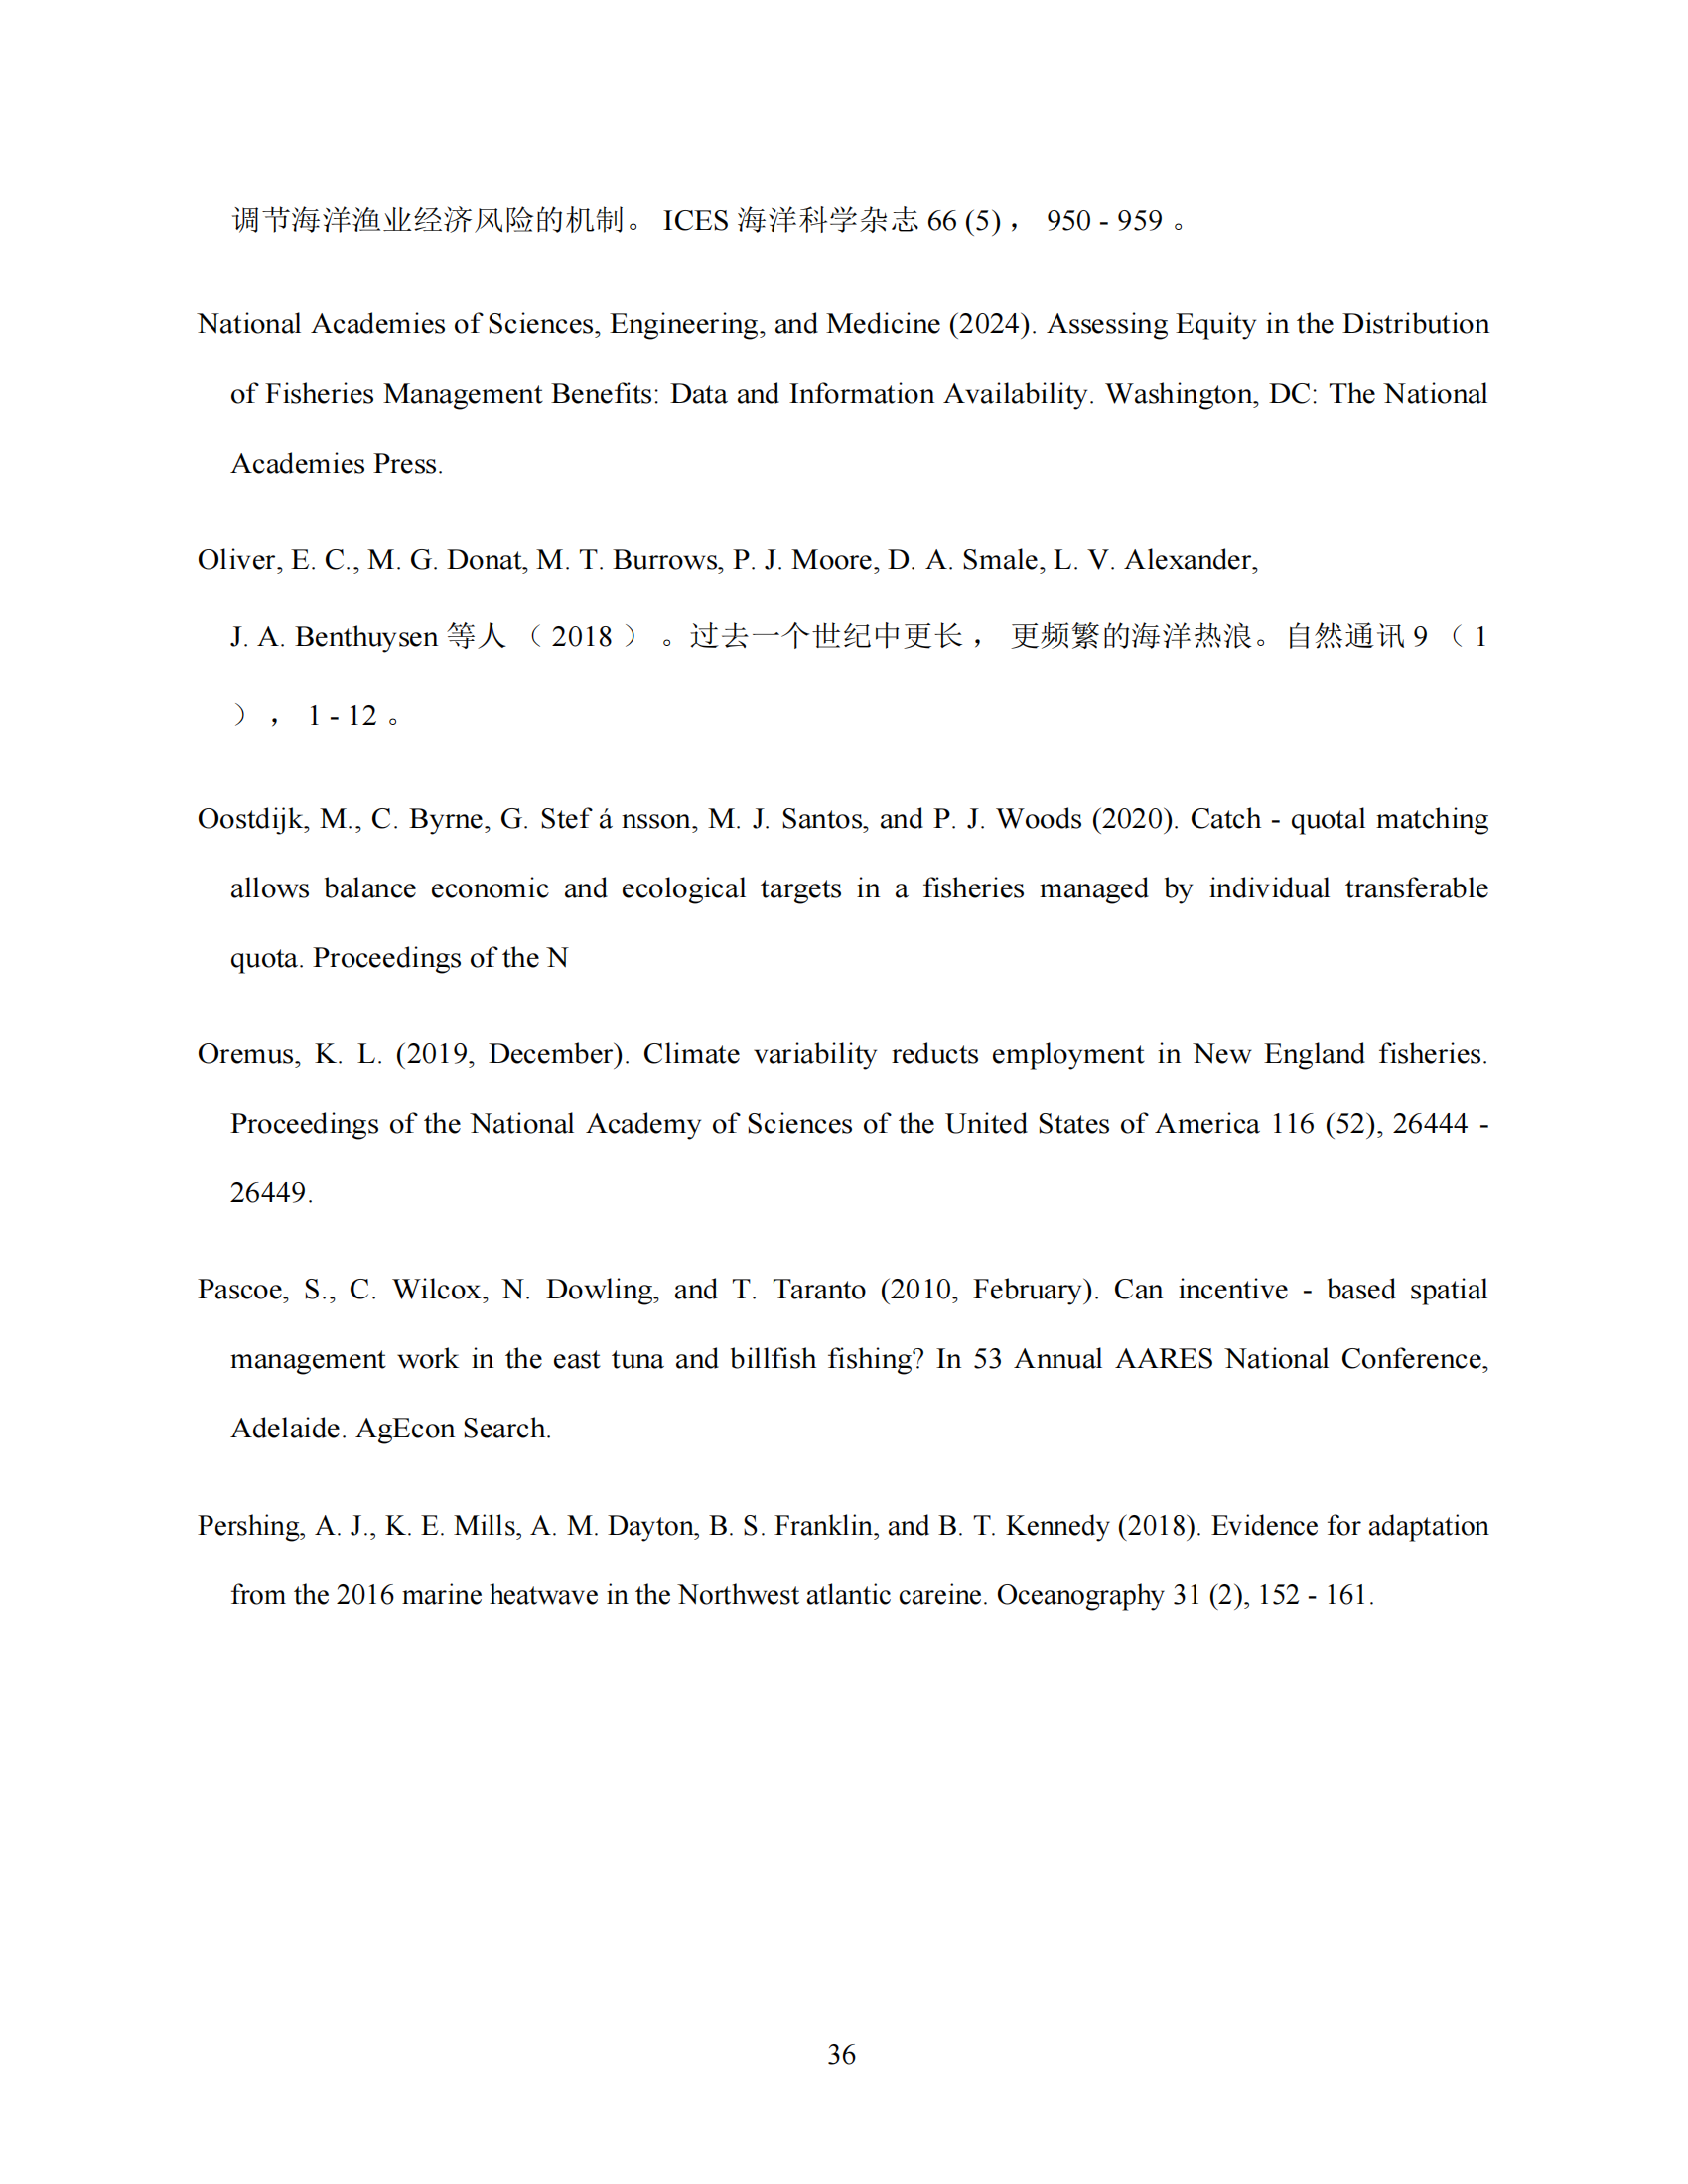 调节海洋渔业经济风险的机制。 ICES 海洋科学杂志 66 (5) ， 950 - 959 。
National Academies of Sciences, Engineering, and Medicine (2024). Assessing Equity in the Distribution
of Fisheries Management Benefits: Data and Information Availability. Washington, DC: The National
Academies Press.
Oliver, E. C., M. G. Donat, M. T. Burrows, P. J. Moore, D. A. Smale, L. V. Alexander,
J. A. Benthuysen 等人 （ 2018 ） 。过去一个世纪中更长 ， 更频繁的海洋热浪。自然通讯 9 （ 1
） ， 1 - 12 。
Oostdijk, M., C. Byrne, G. Stef á nsson, M. J. Santos, and P. J. Woods (2020). Catch - quotal matching
allows balance economic and ecological targets in a fisheries managed by individual transferable
quota. Proceedings of the N
Oremus, K. L. (2019, December). Climate variability reducts employment in New England fisheries.
Proceedings of the National Academy of Sciences of the United States of America 116 (52), 26444 -
26449.
Pascoe, S., C. Wilcox, N. Dowling, and T. Taranto (2010, February). Can incentive - based spatial
management work in the east tuna and billfish fishing? In 53 Annual AARES National Conference,
Adelaide. AgEcon Search.
Pershing, A. J., K. E. Mills, A. M. Dayton, B. S. Franklin, and B. T. Kennedy (2018). Evidence for adaptation
from the 2016 marine heatwave in the Northwest atlantic careine. Oceanography 31 (2), 152 - 161.
36